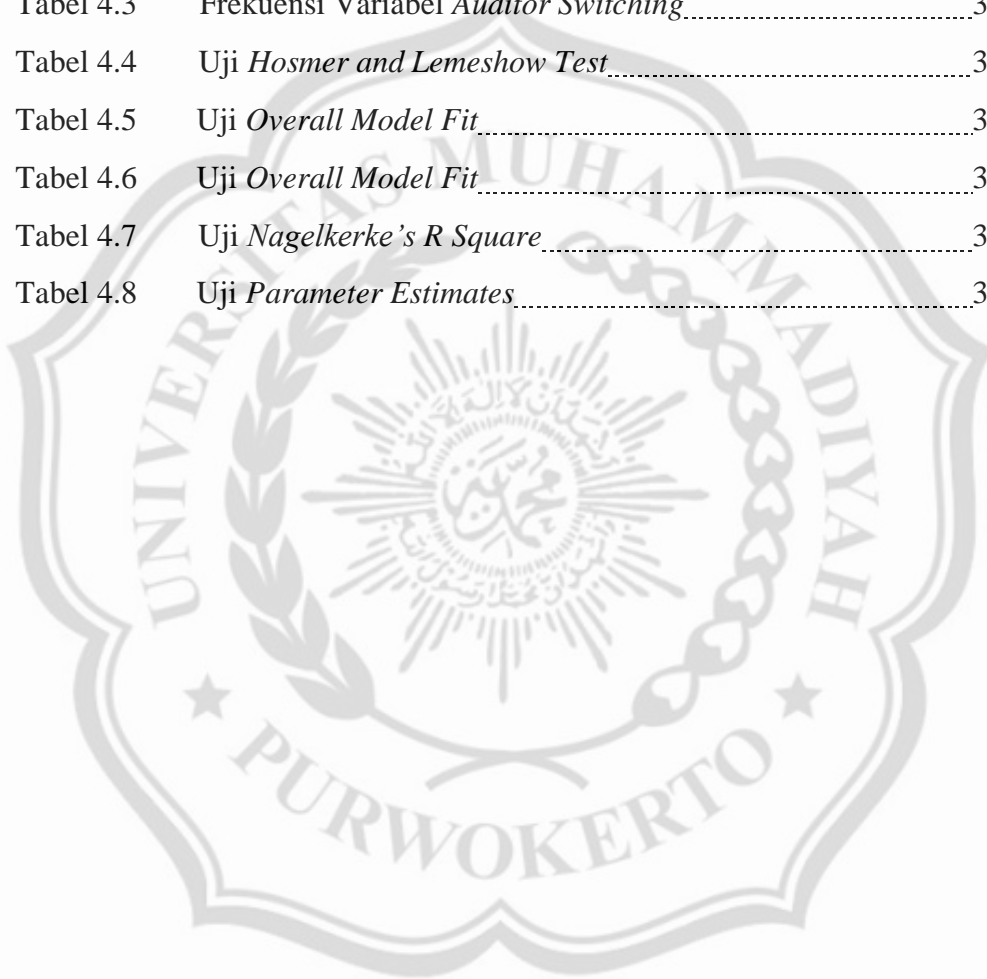 Tabel 4.3 Frekuensi Variabel Auditor Switching 3
Tabel 4.4 Uji Hosmer and Lemeshow Test 3
Tabel 4.5 Uji Overall Model Fit 3
Tabel 4.6 Uji Overall Model Fit 3
Tabel 4.7 Uji Nagelkerke's R Square 3
Tabel 4.8 Uji Parameter Estimates 3
UNIVERSITAS MUHAMMADIYAH
PURWOKERTO